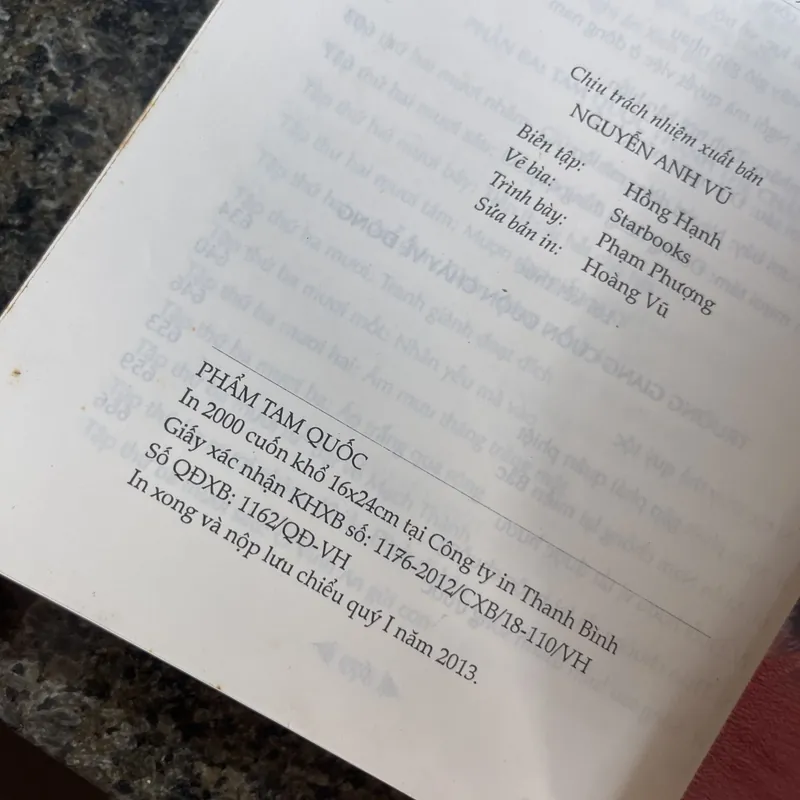 Chịu trách nhiệm xuất bản
NGUYỄN ANH VŨ
Biên tập: Hồng Hạnh
Vẽ bìa: Starbooks
Trình bày: Phạm Phượng
Sửa bản in: Hoàng Vũ
PHẨM TAM QUỐC
In 2000 cuốn khổ 16x24cm tại Công ty in Thanh Bình
Giấy xác nhận KHXB số: 1176-2012/CXB/18-110/VH
Số QĐXB: 1162/QĐ-VH
In xong và nộp lưu chiểu quý I năm 2013.